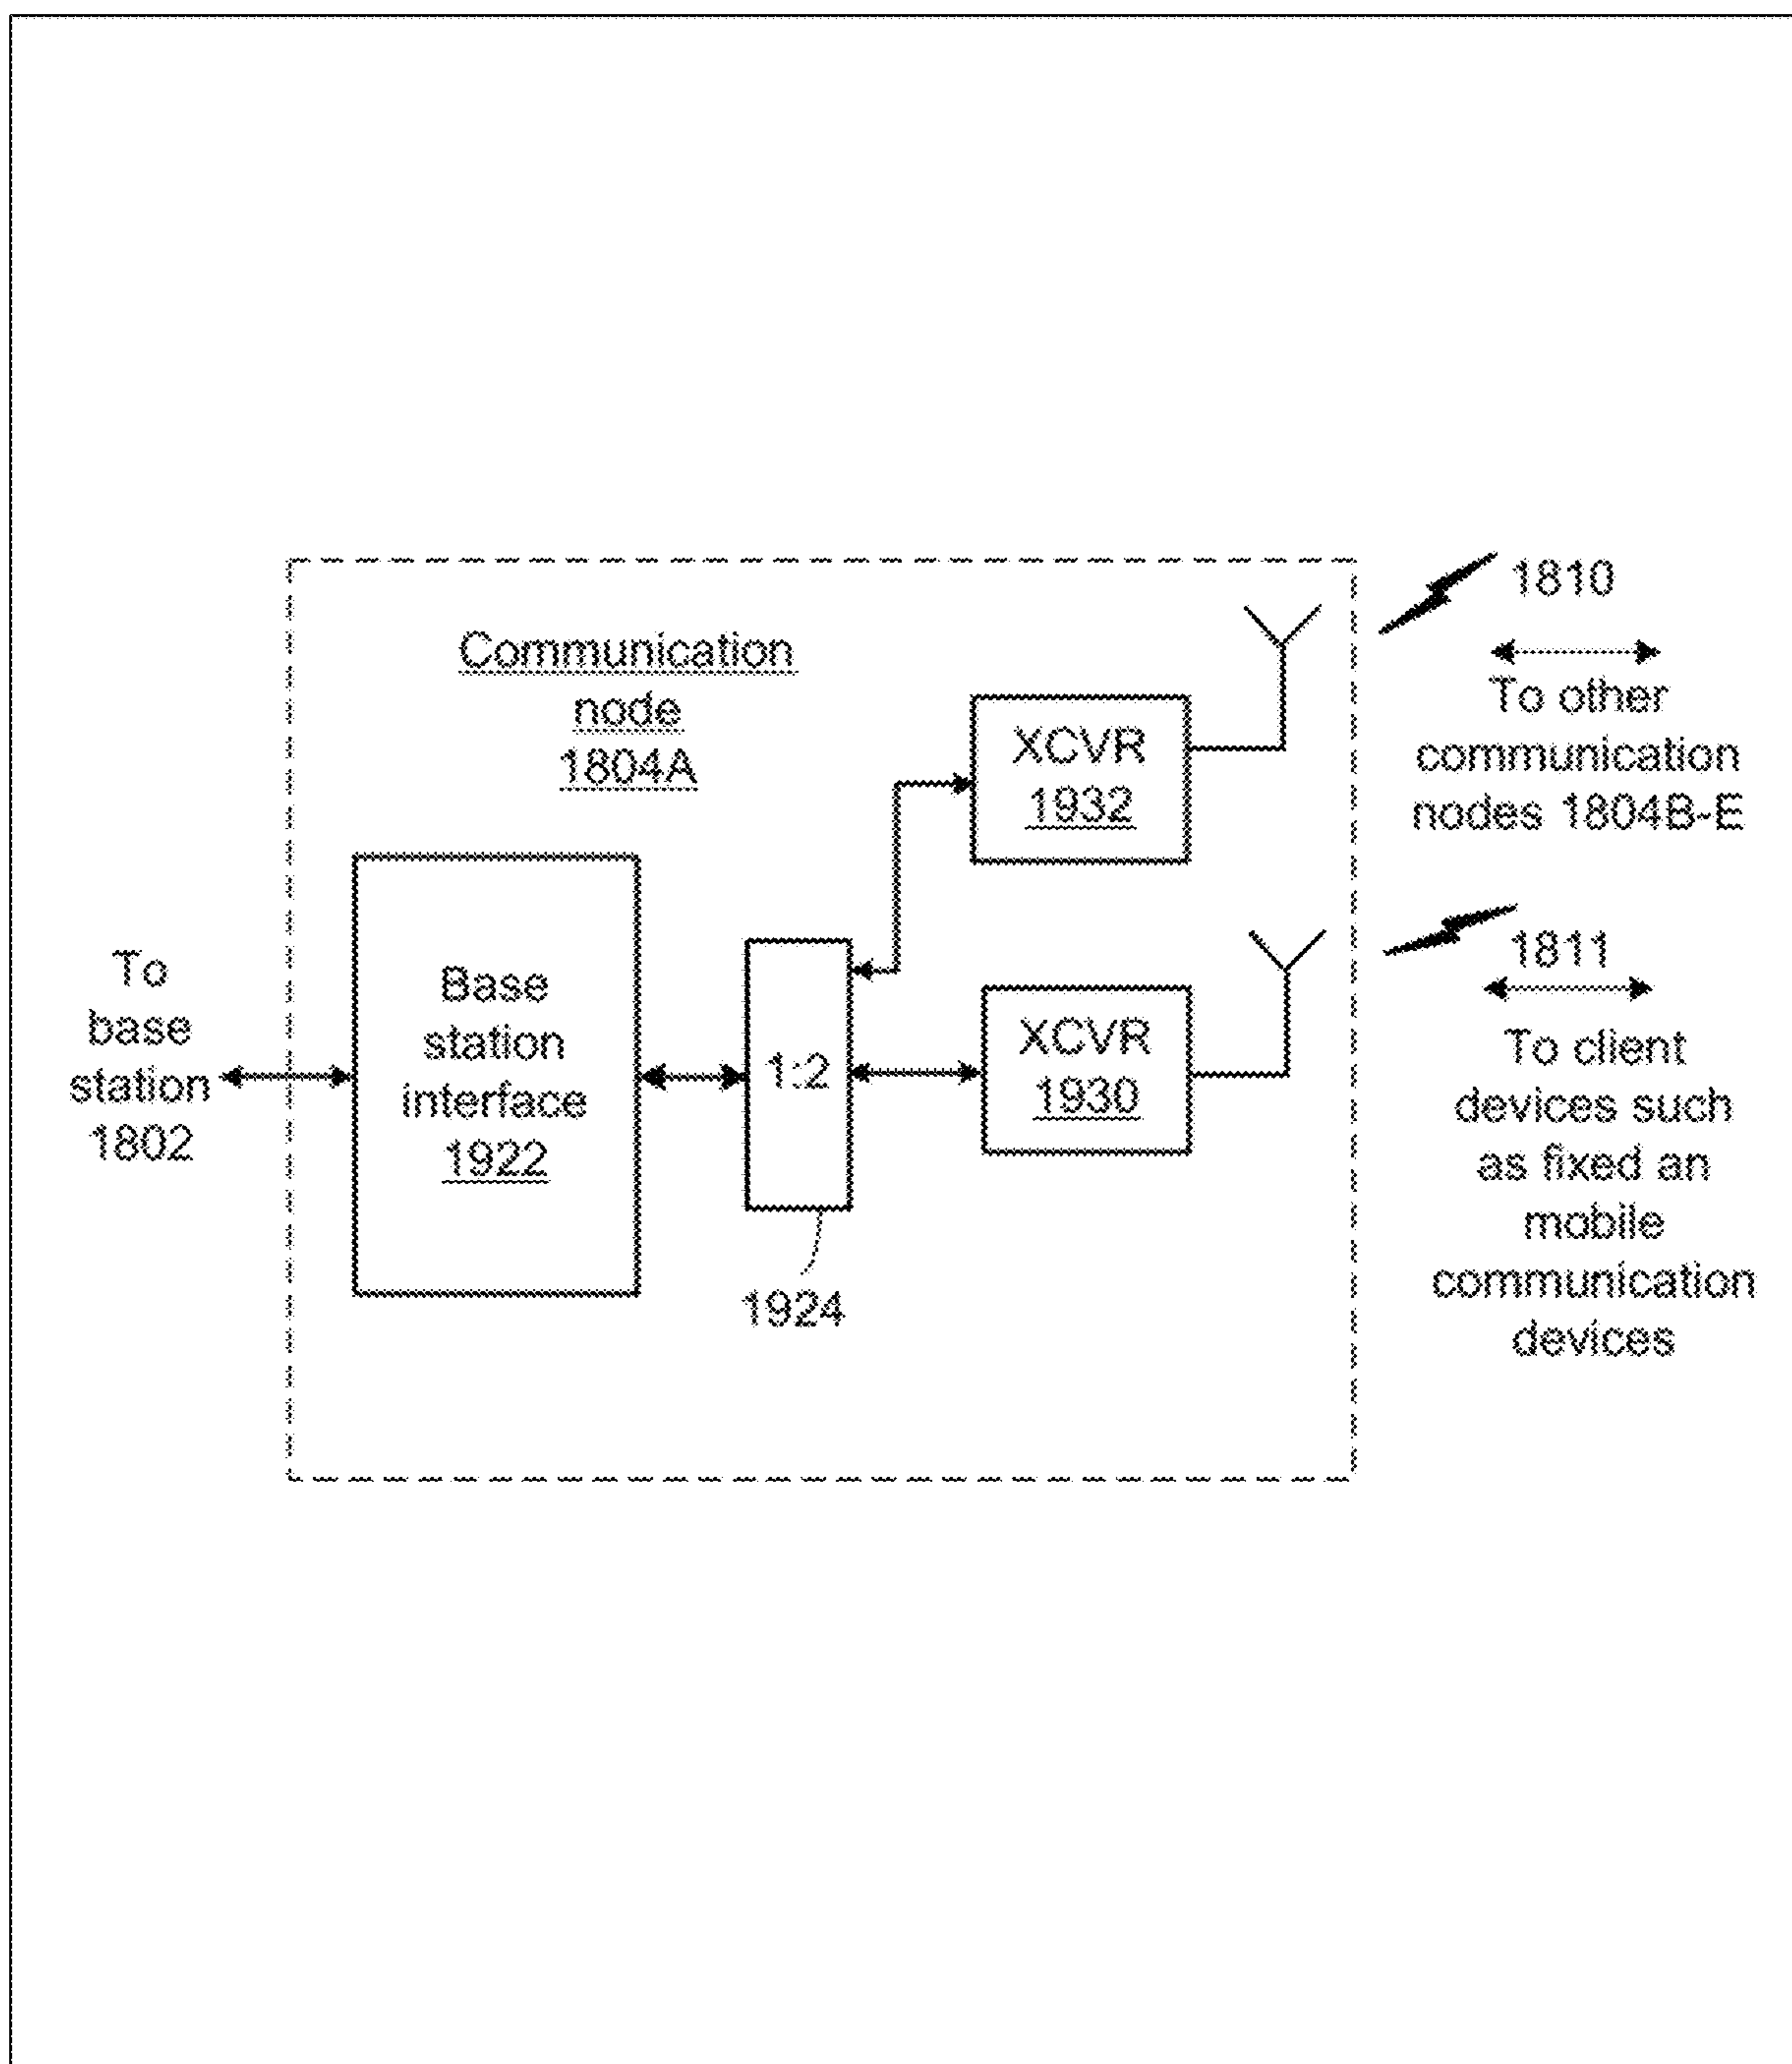 Communication
node
1804A
To
base
station
1802
Base
station
interface
1922
1:2
1924
XCVR
1932
XCVR
1930
1810
To other
communication
nodes 1804B-E
1811
To client
devices such
as fixed an
mobile
communication
devices